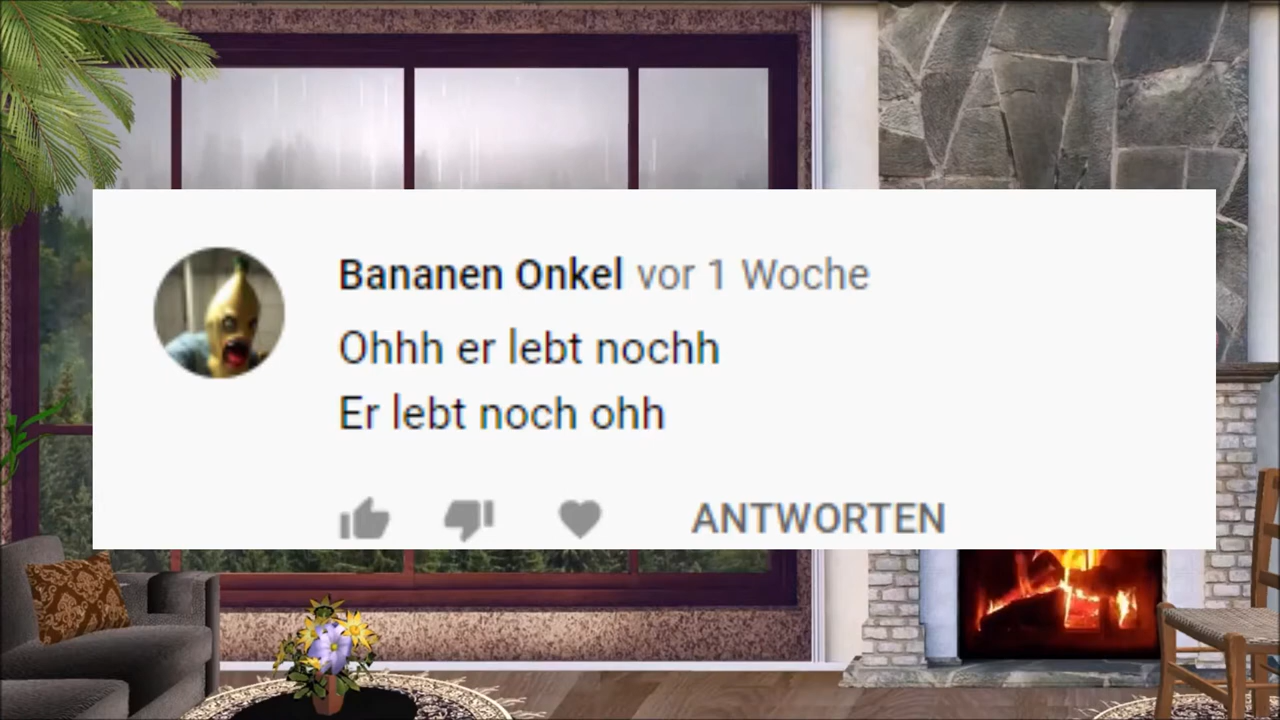 Bananen Onkel vor 1 Woche
Ohhh er lebt nochh
Er lebt noch ohh
ANTWORTEN